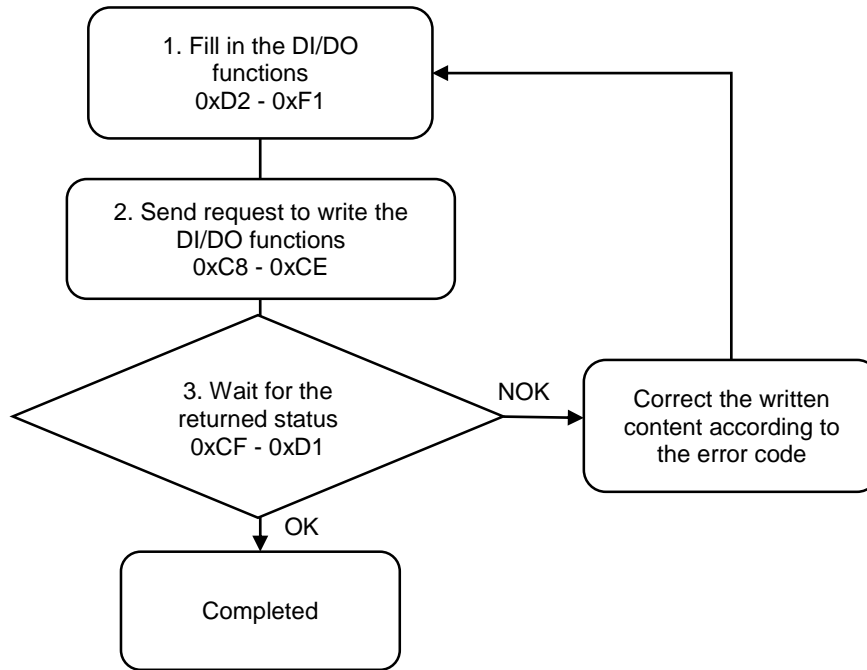 1. Fill in the DI/DO
functions
0xD2 - 0xF1
2. Send request to write the
DI/DO functions
0xC8 - 0xCE
3. Wait for the
returned status
0xCF - 0xD1
NOK
Correct the written
content according to
the error code
OK
Completed